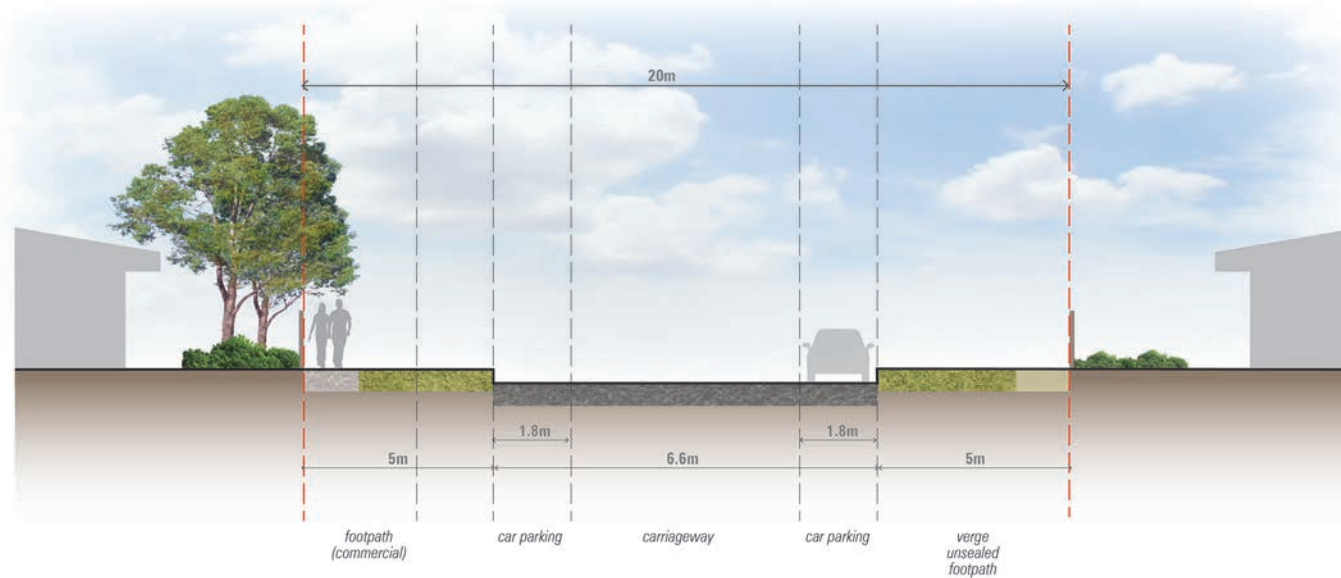 20m
1.8m
1.8m
5m
6.6m
5m
footpath
(commercial)
car parking
carriageway
car parking
verge
unsealed
footpath